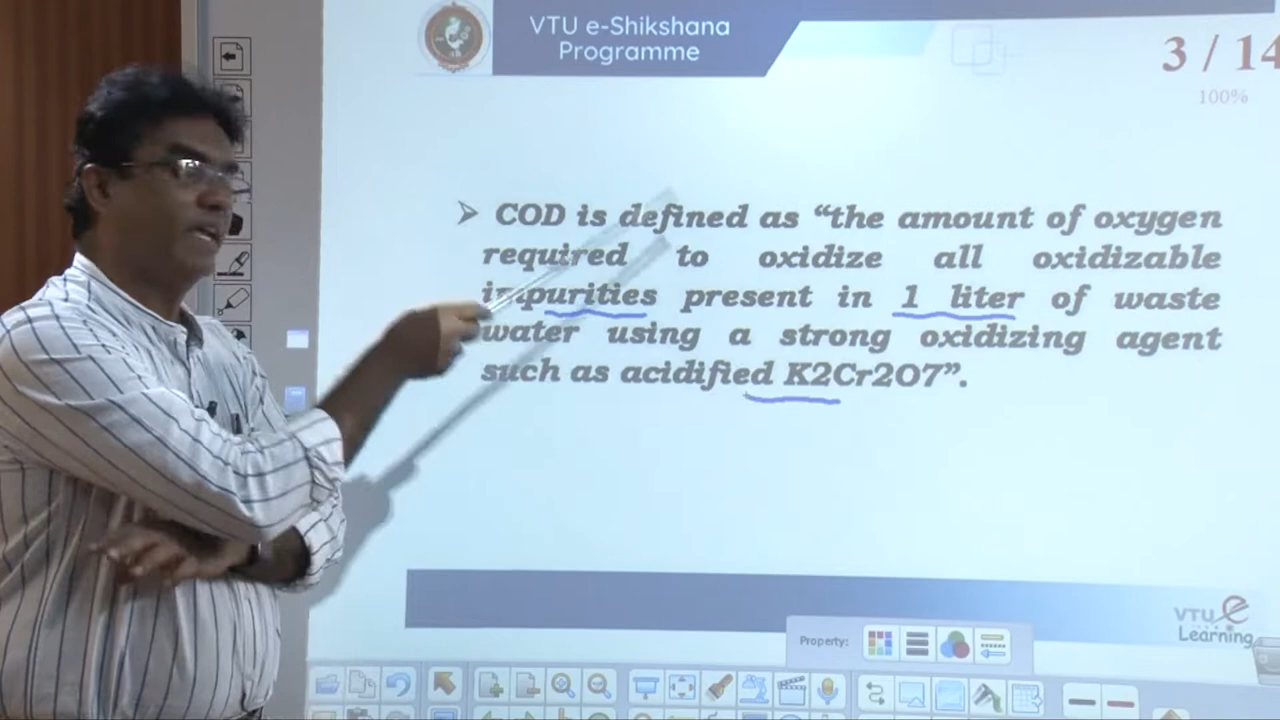 VTU e-Shikshana
Programme
3 / 14
100%
➢ COD is defined as “the amount of oxygen
required to oxidize all oxidizable
impurities present in 1 liter of waste
water using a strong oxidizing agent
such as acidified K2Cr2O7”.
VTU e
Learning
Property: